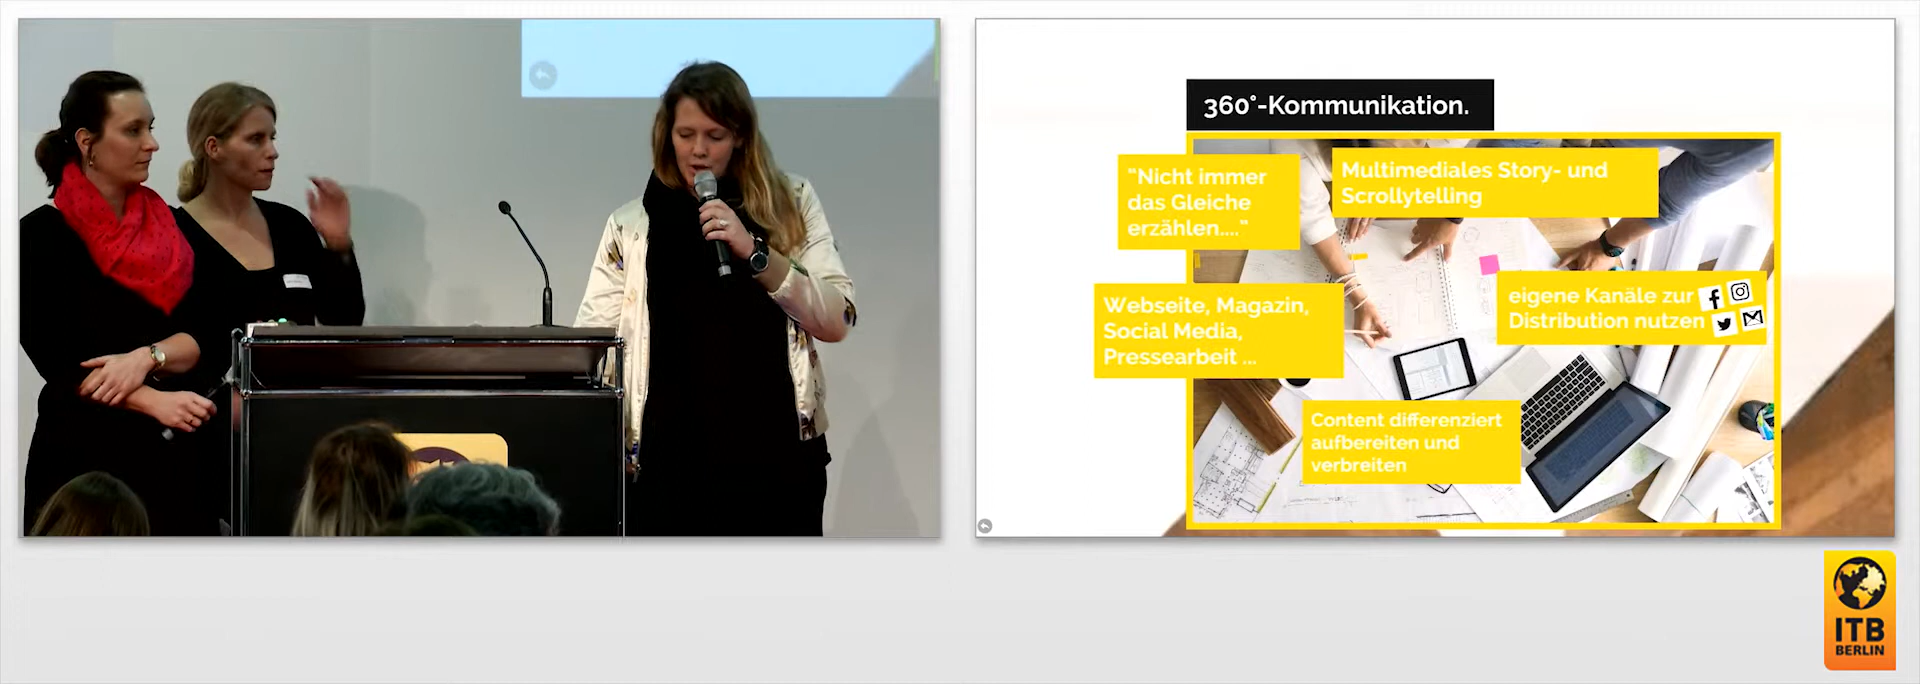 360°-Kommunikation.
“Nicht immer
das Gleiche
erzählen....”
Multimediales Story- und
Scrollytelling
Webseite, Magazin,
Social Media,
Pressearbeit ...
eigene Kanäle zur
Distribution nutzen
Content differenziert
aufbereiten und
verbreiten
ITB
BERLIN